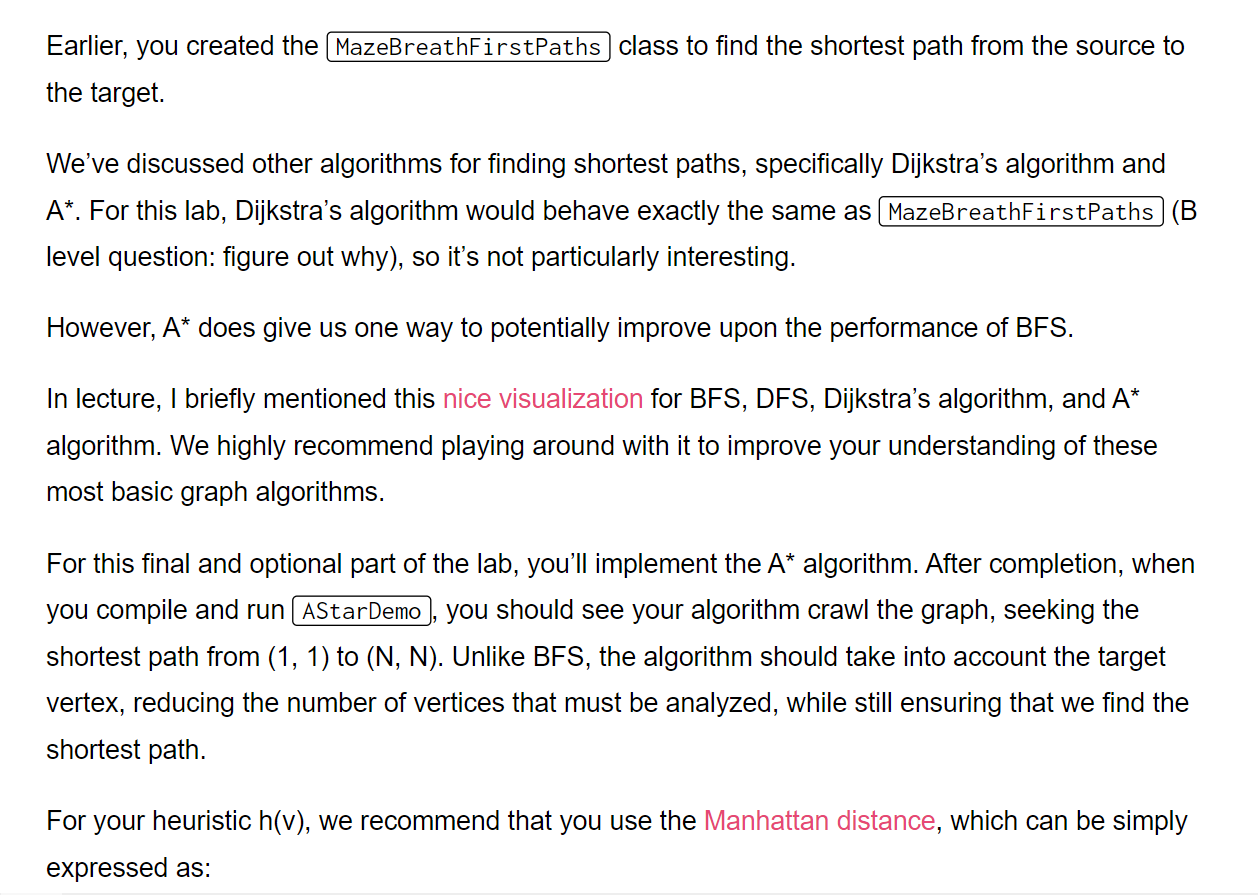 Earlier, you created the MazeBreathFirstPaths class to find the shortest path from the source to
the target.
We’ve discussed other algorithms for finding shortest paths, specifically Dijkstra’s algorithm and
A*. For this lab, Dijkstra’s algorithm would behave exactly the same as MazeBreathFirstPaths (B
level question: figure out why), so it’s not particularly interesting.
However, A* does give us one way to potentially improve upon the performance of BFS.
In lecture, I briefly mentioned this nice visualization for BFS, DFS, Dijkstra’s algorithm, and A*
algorithm. We highly recommend playing around with it to improve your understanding of these
most basic graph algorithms.
For this final and optional part of the lab, you’ll implement the A* algorithm. After completion, when
you compile and run AStarDemo, you should see your algorithm crawl the graph, seeking the
shortest path from (1, 1) to (N, N). Unlike BFS, the algorithm should take into account the target
vertex, reducing the number of vertices that must be analyzed, while still ensuring that we find the
shortest path.
For your heuristic h(v), we recommend that you use the Manhattan distance, which can be simply
expressed as: